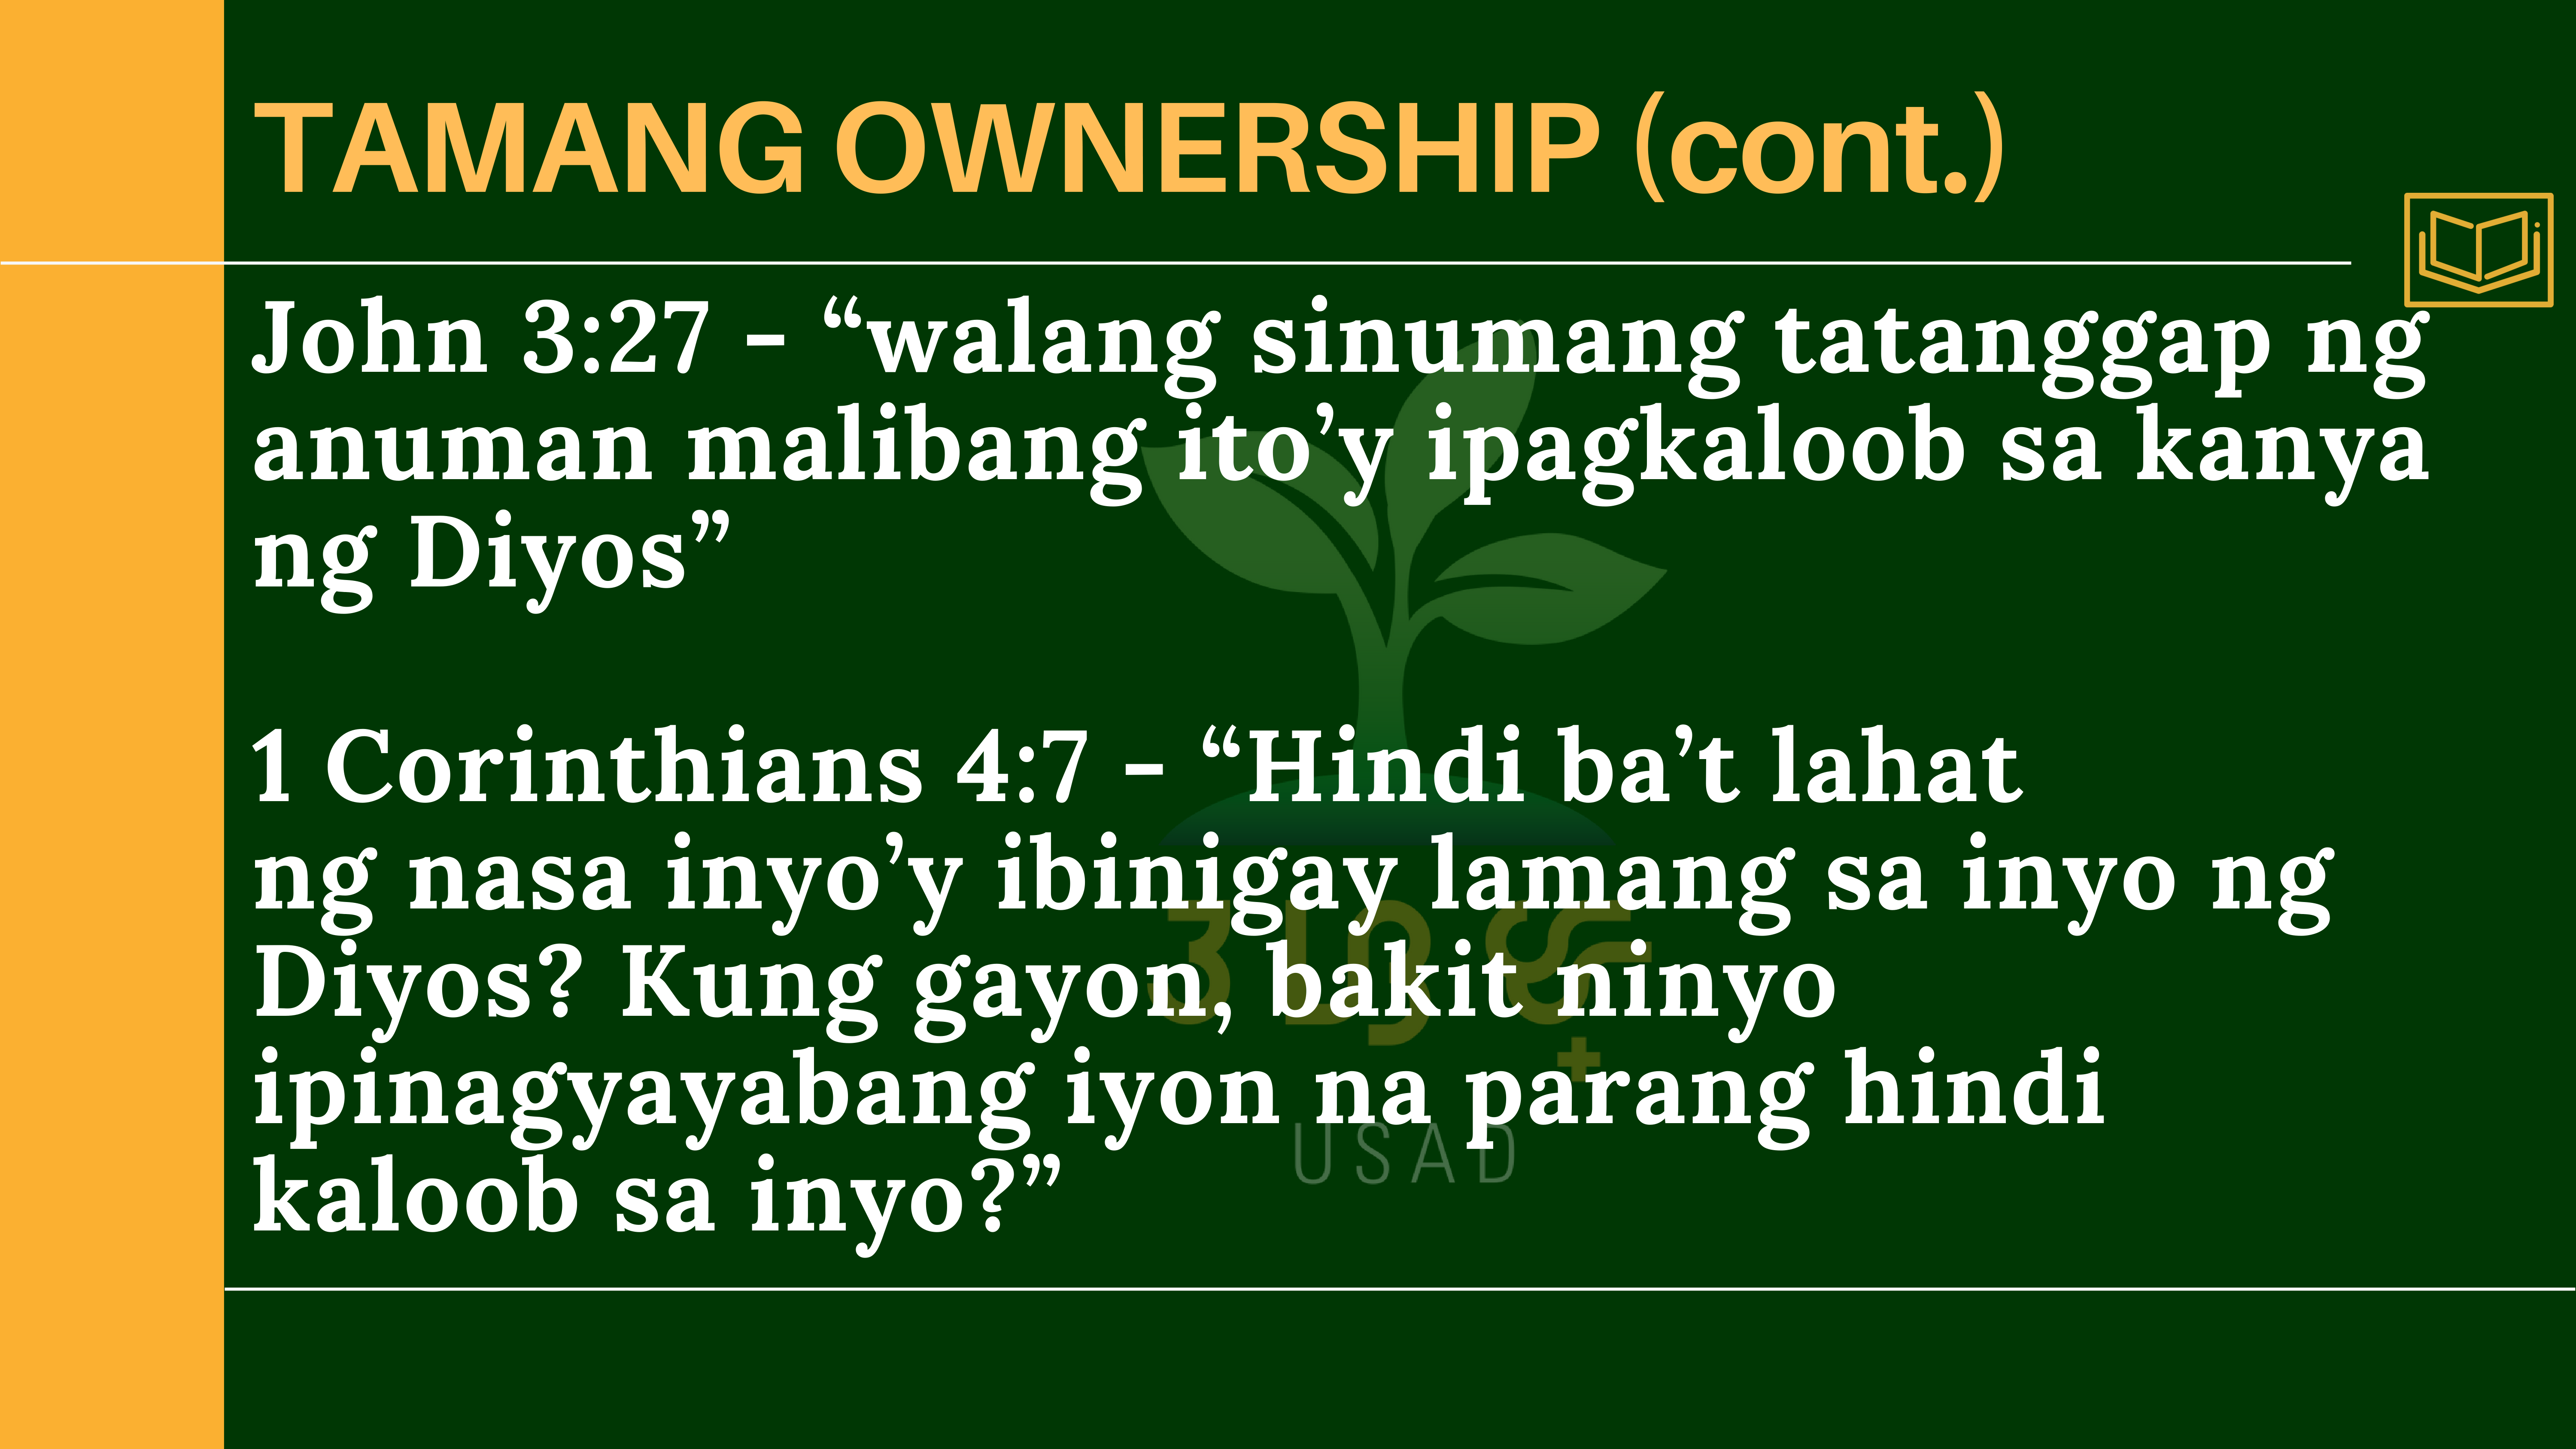 TAMANG OWNERSHIP (cont.)
John 3:27 – “walang sinumang tatanggap ng
anuman malibang ito’y ipagkaloob sa kanya
ng Diyos”
1 Corinthians 4:7 – “Hindi ba’t lahat
ng nasa inyo’y ibinigay lamang sa inyo ng
Diyos? Kung gayon, bakit ninyo
ipinagyayabang iyon na parang hindi
kaloob sa inyo?”
USAD